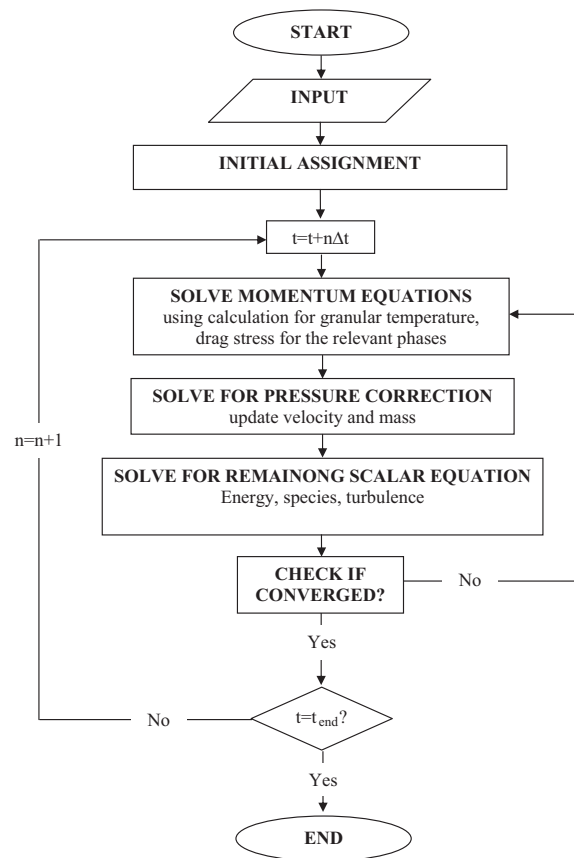 START
INPUT
INITIAL ASSIGNMENT
t=t+nΔt
SOLVE MOMENTUM EQUATIONS
using calculation for granular temperature,
drag stress for the relevant phases
SOLVE FOR PRESSURE CORRECTION
update velocity and mass
n=n+1
SOLVE FOR REMAINONG SCALAR EQUATION
Energy, species, turbulence
CHECK IF
CONVERGED?
No
Yes
t=tend?
No
Yes
END